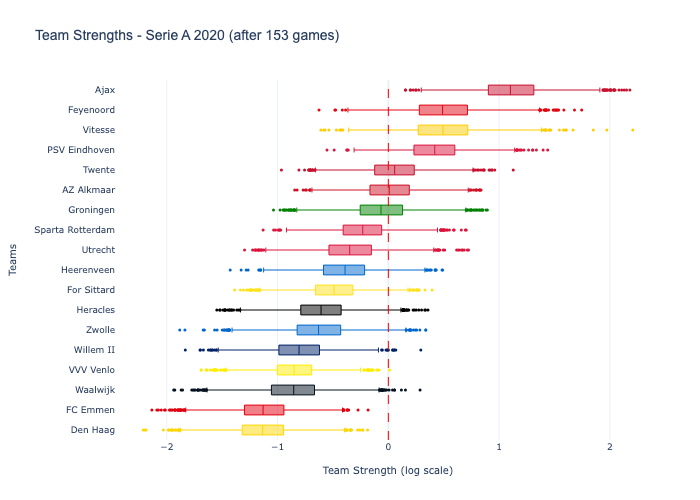 Team Strengths - Serie A 2020 (after 153 games)
Ajax
Feyenoord
Vitesse
PSV Eindhoven
Twente
AZ Alkmaar
Groningen
Sparta Rotterdam
Utrecht
Heerenveen
For Sittard
Heracles
Zwolle
Willem II
VVV Venlo
Waalwijk
FC Emmen
Den Haag
Teams
−2 −1 0 1 2
Team Strength (log scale)